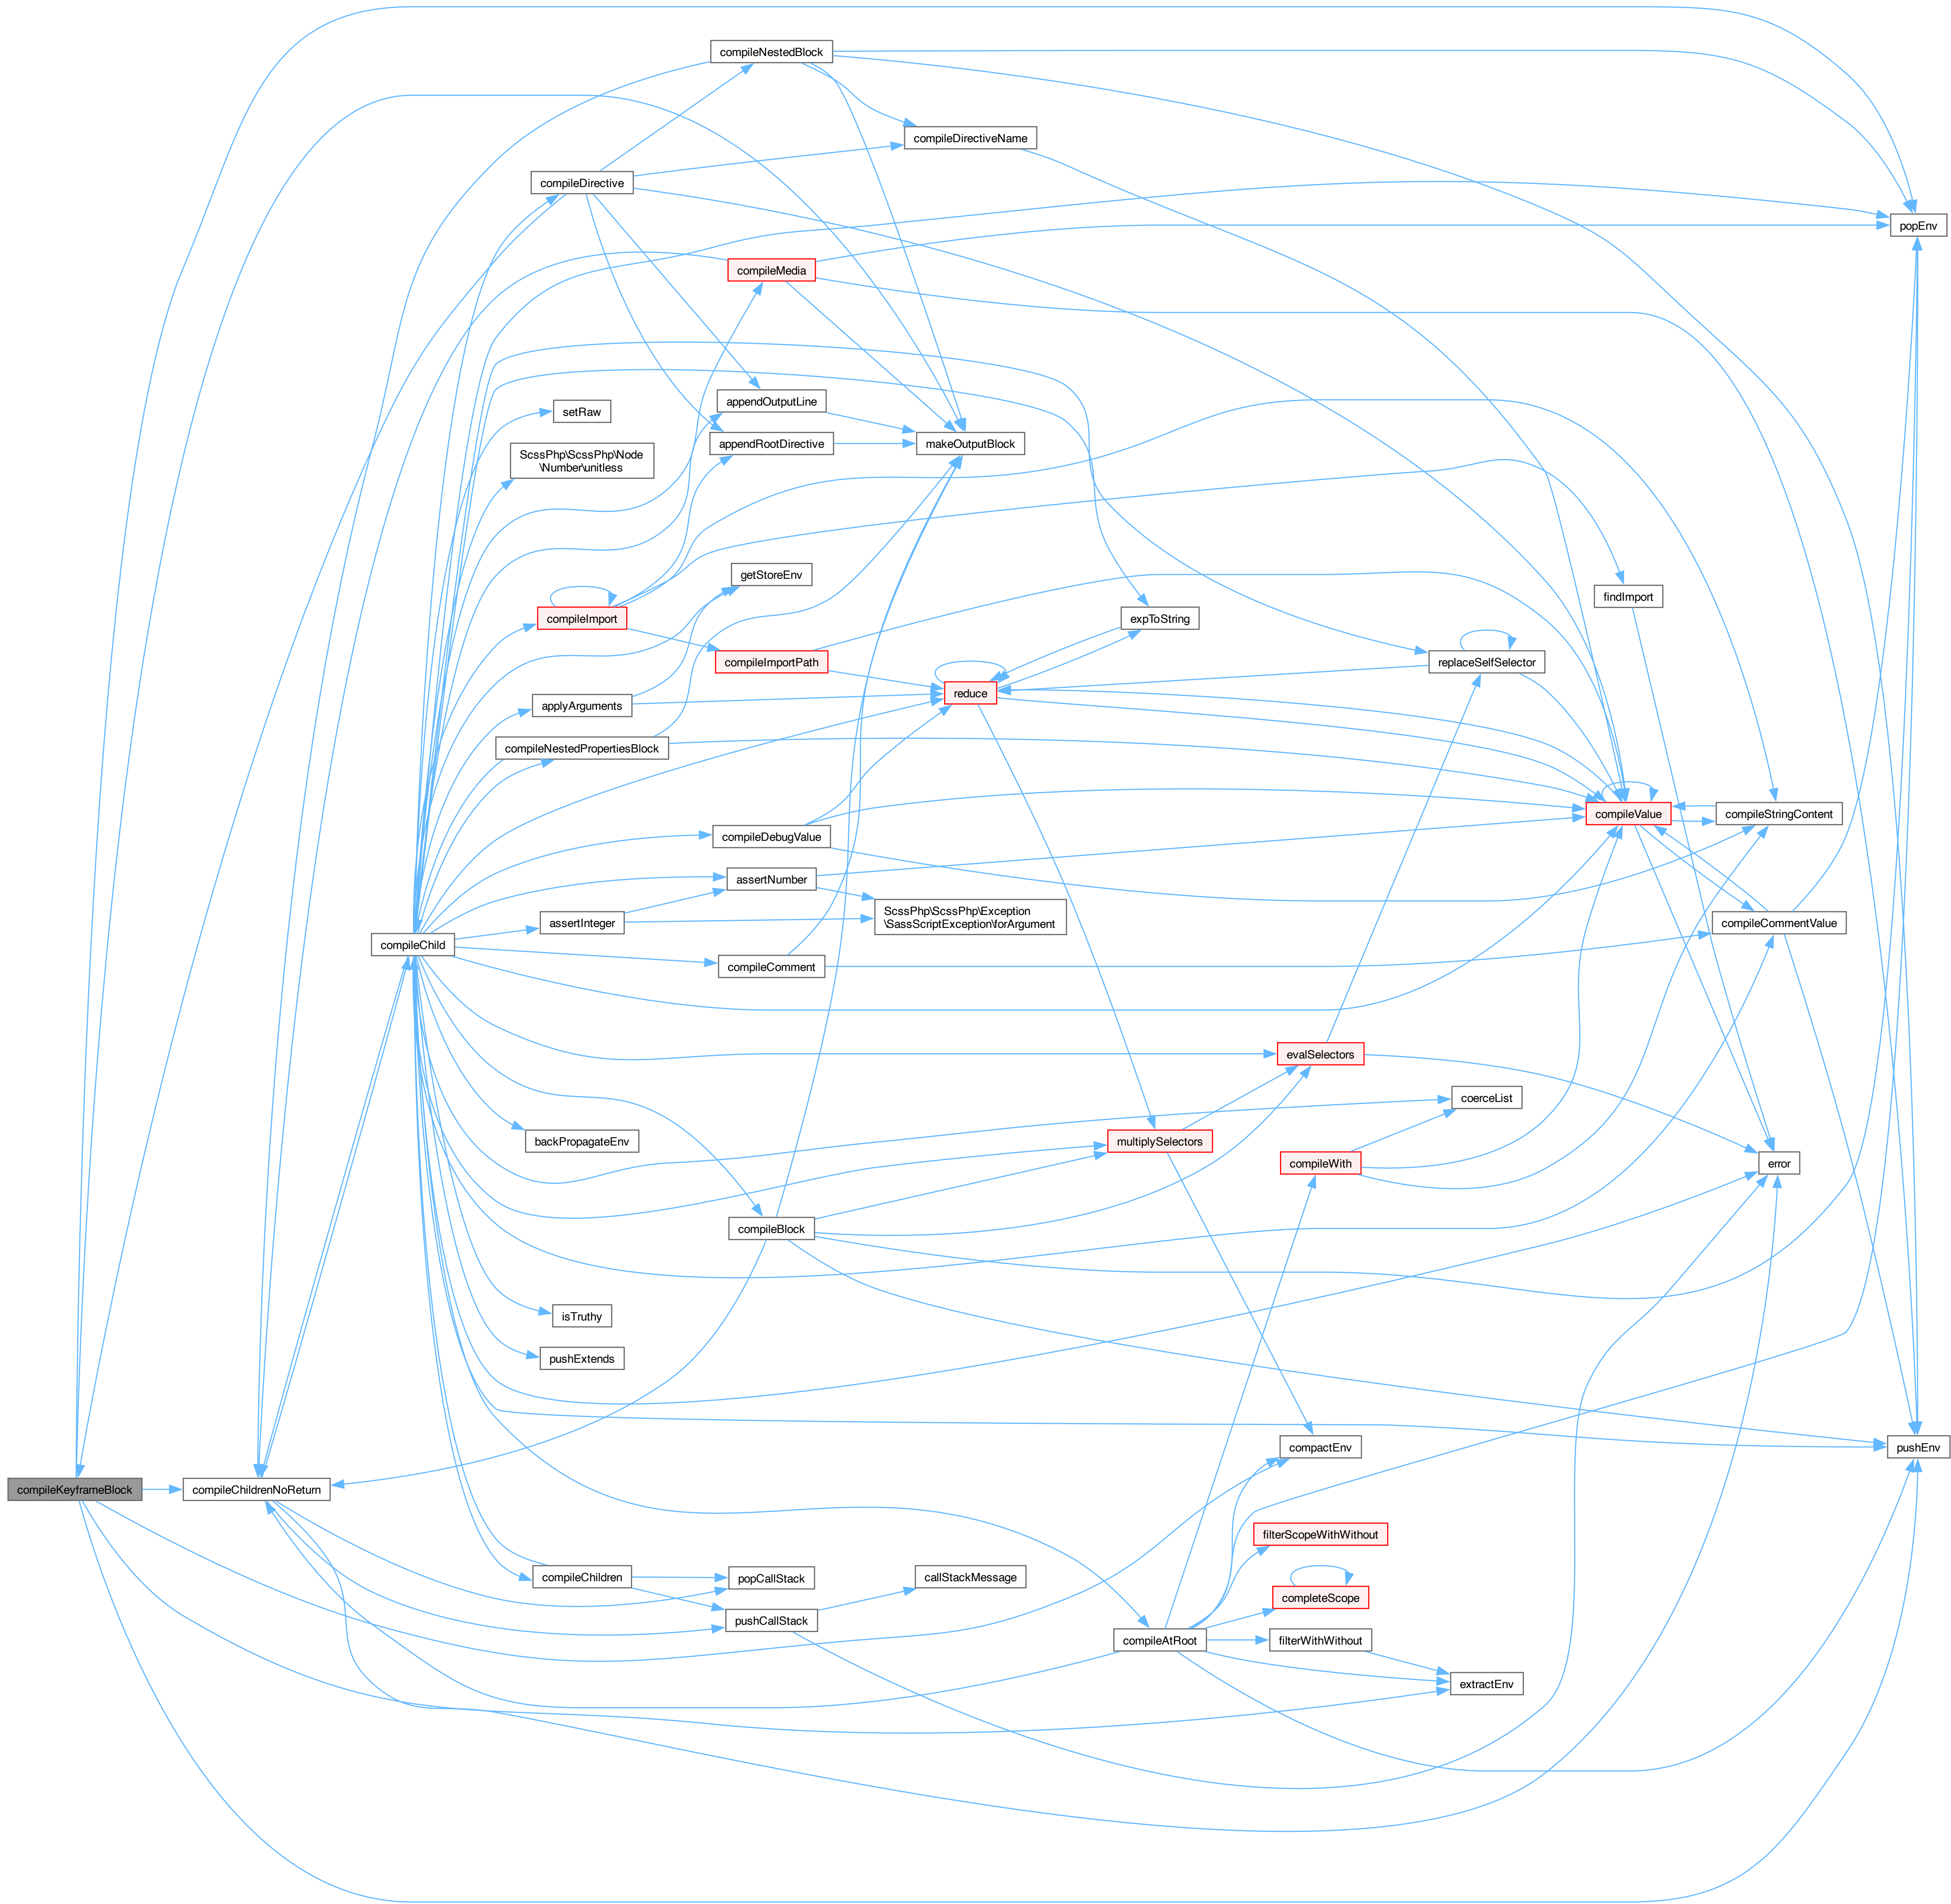 compileNestedBlock
compileDirectiveName
compileDirective
popEnv
compileMedia
appendOutputLine
setRaw
appendRootDirective
makeOutputBlock
ScssPhp\ScssPhp\Node
\Number\unitless
getStoreEnv
findImport
compileImport
expToString
compileImportPath
replaceSelfSelector
reduce
applyArguments
compileNestedPropertiesBlock
compileValue
compileStringContent
compileDebugValue
assertNumber
ScssPhp\ScssPhp\Exception
\SassScriptException\forArgument
assertInteger
compileCommentValue
compileChild
compileComment
evalSelectors
coerceList
backPropagateEnv
multiplySelectors
compileWith
error
compileBlock
isTruthy
pushExtends
compactEnv
pushEnv
compileKeyframeBlock
compileChildrenNoReturn
filterScopeWithWithout
compileChildren
popCallStack
callStackMessage
completeScope
pushCallStack
compileAtRoot
filterWithWithout
extractEnv